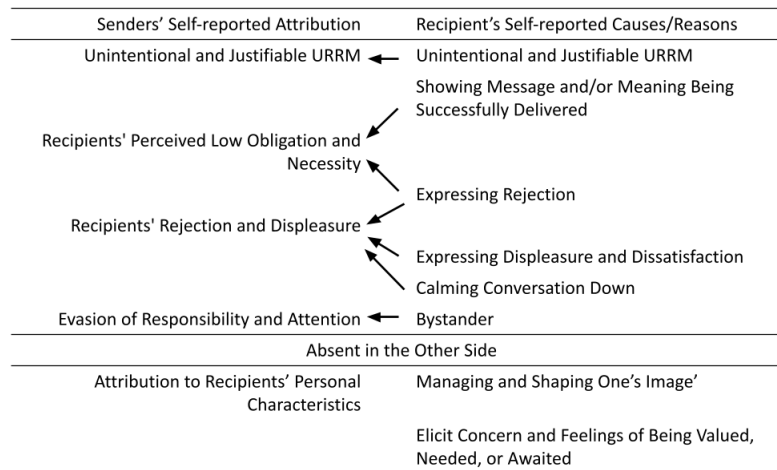 Senders' Self-reported Attribution Recipient's Self-reported Causes/Reasons
Unintentional and Justifiable URRM Unintentional and Justifiable URRM
Showing Message and/or Meaning Being
Successfully Delivered
Recipients' Perceived Low Obligation and
Necessity
Expressing Rejection
Recipients' Rejection and Displeasure
Expressing Displeasure and Dissatisfaction
Calming Conversation Down
Evasion of Responsibility and Attention Bystander
Absent in the Other Side
Attribution to Recipients' Personal Managing and Shaping One's Image'
Characteristics
Elicit Concern and Feelings of Being Valued,
Needed, or Awaited